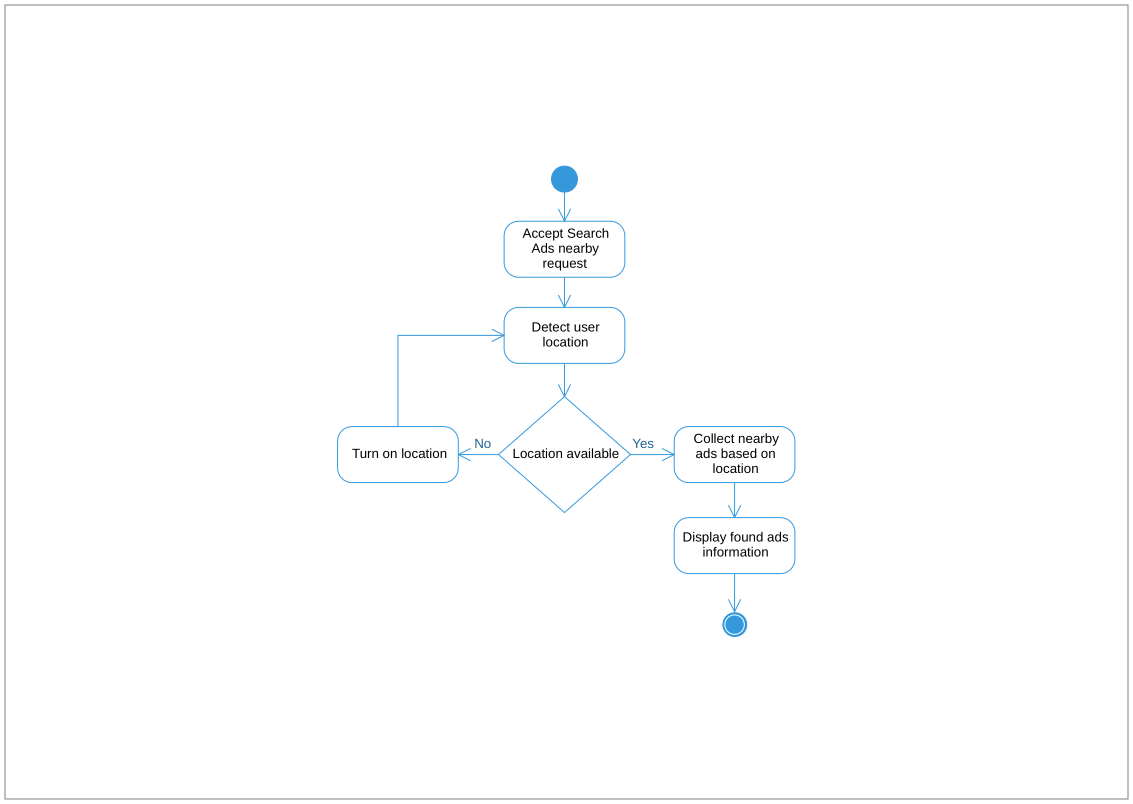 Accept Search
Ads nearby
request
Detect user
location
No
Yes
Turn on location
Location available
Collect nearby
ads based on
location
Display found ads
information